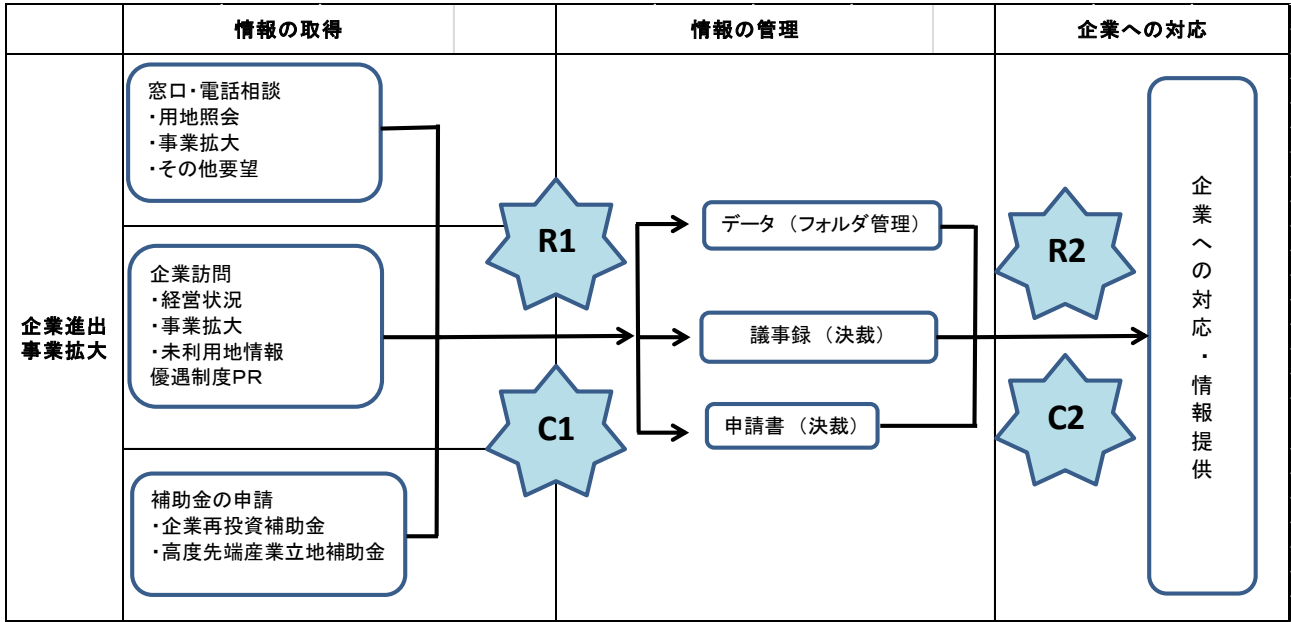 情報の取得
情報の管理
企業への対応
企業進出
事業拡大
窓口・電話相談
・用地照会
・事業拡大
・その他要望
企業訪問
・経営状況
・事業拡大
・未利用地情報
優遇制度PR
補助金の申請
・企業再投資補助金
・高度先端産業立地補助金
R1
C1
データ（フォルダ管理）
議事録（決裁）
申請書（決裁）
R2
C2
企業への対応・情報提供